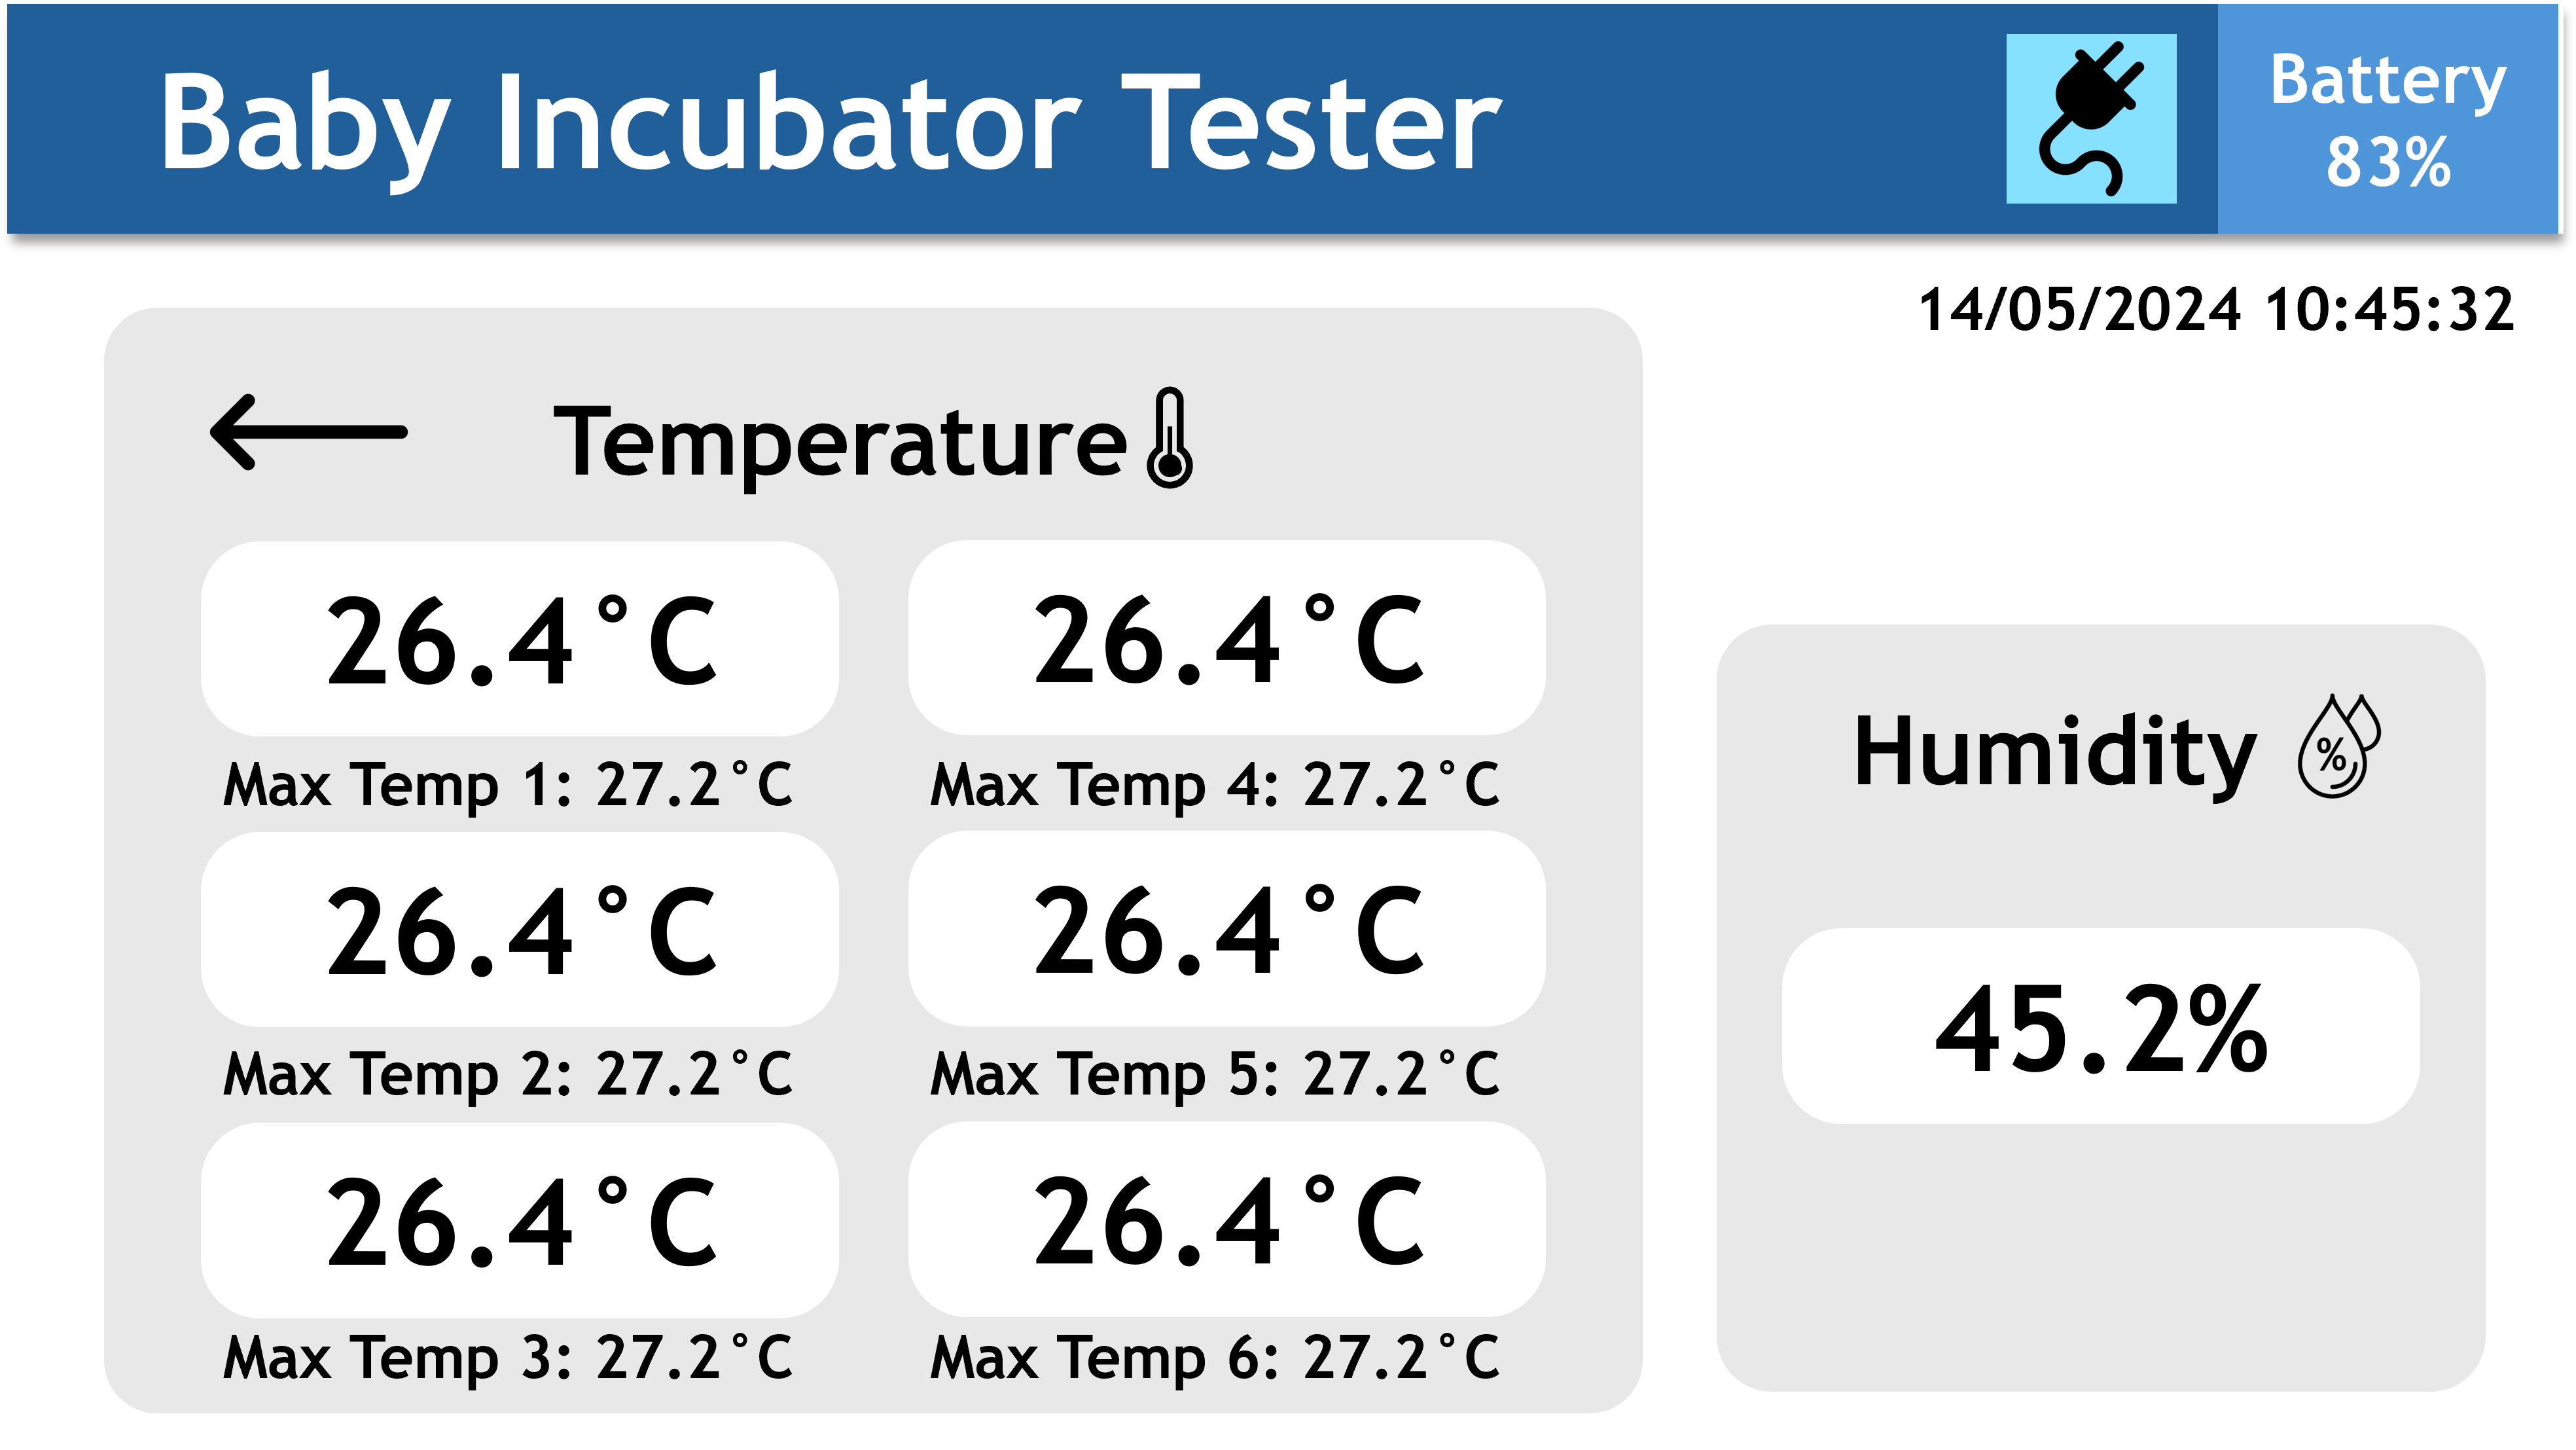 Baby Incubator Tester
Battery
83%
14/05/2024 10:45:32
Temperature
26.4°C
26.4°C
Max Temp 1: 27.2°C
Max Temp 4: 27.2°C
26.4°C
26.4°C
Max Temp 2: 27.2°C
Max Temp 5: 27.2°C
26.4°C
26.4°C
Max Temp 3: 27.2°C
Max Temp 6: 27.2°C
Humidity
%
45.2%